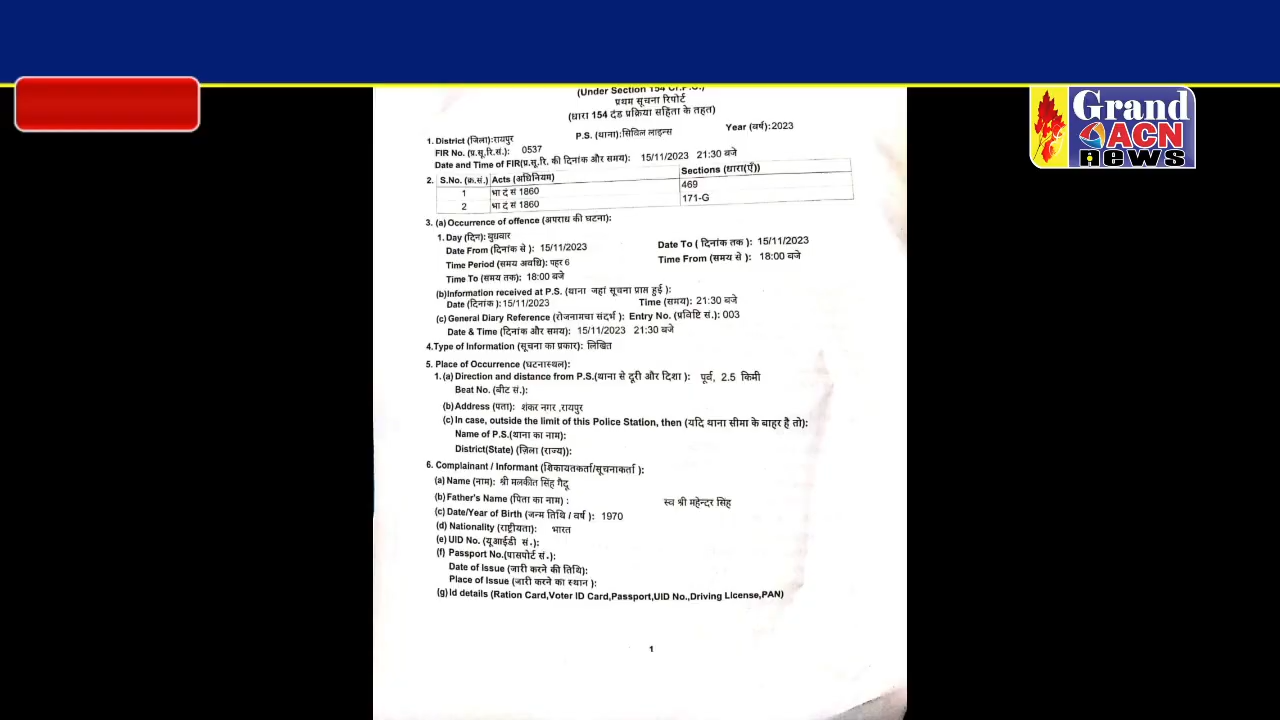 Grand
ACN
news
(Under Section 154 Cr.P.C.)
प्रथम सूचना रिपोर्ट
(धारा 154 दंड प्रक्रिया संहिता के तहत)
1. District (जिला):रायपुर P.S. (थाना):सिविल लाइन्स Year (वर्ष):2023
FIR No. (प्र.सू.रि.सं.): 0537
Date and Time of FIR(प्र.सू.रि. की दिनांक और समय): 15/11/2023 21:30 बजे
2. S.No. (क्र.सं.) Acts (अधिनियम) Sections (धारा(एँ))
1 भा दं सं 1860 469
2 भा दं सं 1860 171-G
3. (a) Occurrence of offence (अपराध की घटना):
1. Day (दिन): बुधवार
Date From (दिनांक से): 15/11/2023 Date To ( दिनांक तक ): 15/11/2023
Time Period (समय अवधि): पहर 6 Time From (समय से ): 18:00 बजे
Time To (समय तक): 18:00 बजे
(b)Information received at P.S. (थाना जहां सूचना प्राप्त हुई ):
Date (दिनांक ):15/11/2023 Time (समय): 21:30 बजे
(c) General Diary Reference (रोजनामचा संदर्भ ): Entry No. (प्रविष्टि सं.): 003
Date & Time (दिनांक और समय): 15/11/2023 21:30 बजे
4.Type of Information (सूचना का प्रकार): लिखित
5. Place of Occurrence (घटनास्थल):
1.(a) Direction and distance from P.S.(थाना से दूरी और दिशा ): पूर्व, 2.5 किमी
Beat No. (बीट सं.):
(b) Address (पता): शंकर नगर ,रायपुर
(c) In case, outside the limit of this Police Station, then (यदि थाना सीमा के बाहर है तो):
Name of P.S.(थाना का नाम):
District(State) (ज़िला (राज्य)):
6. Complainant / Informant (शिकायतकर्ता/सूचनाकर्ता ):
(a) Name (नाम): श्री मलकीत सिंह गैदू
(b) Father's Name (पिता का नाम) : स्व श्री महेन्दर सिंह
(c) Date/Year of Birth (जन्म तिथि / वर्ष ): 1970
(d) Nationality (राष्ट्रीयता): भारत
(e) UID No. (यूआईडी सं.):
(f) Passport No.(पासपोर्ट सं.):
Date of Issue (जारी करने की तिथि):
Place of Issue (जारी करने का स्थान ):
(g) Id details (Ration Card,Voter ID Card,Passport,UID No.,Driving License,PAN)
1